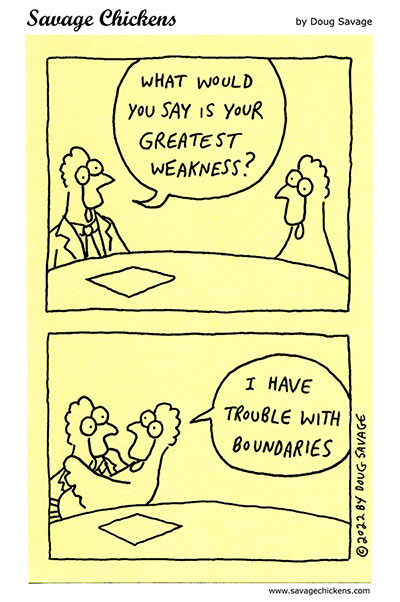 Savage Chickens
by Doug Savage
WHAT WOULD
YOU SAY IS YOUR
GREATEST
WEAKNESS?
I HAVE
TROUBLE WITH
BOUNDARIES
©2022 BY DOUG SAVAGE
www.savagechickens.com